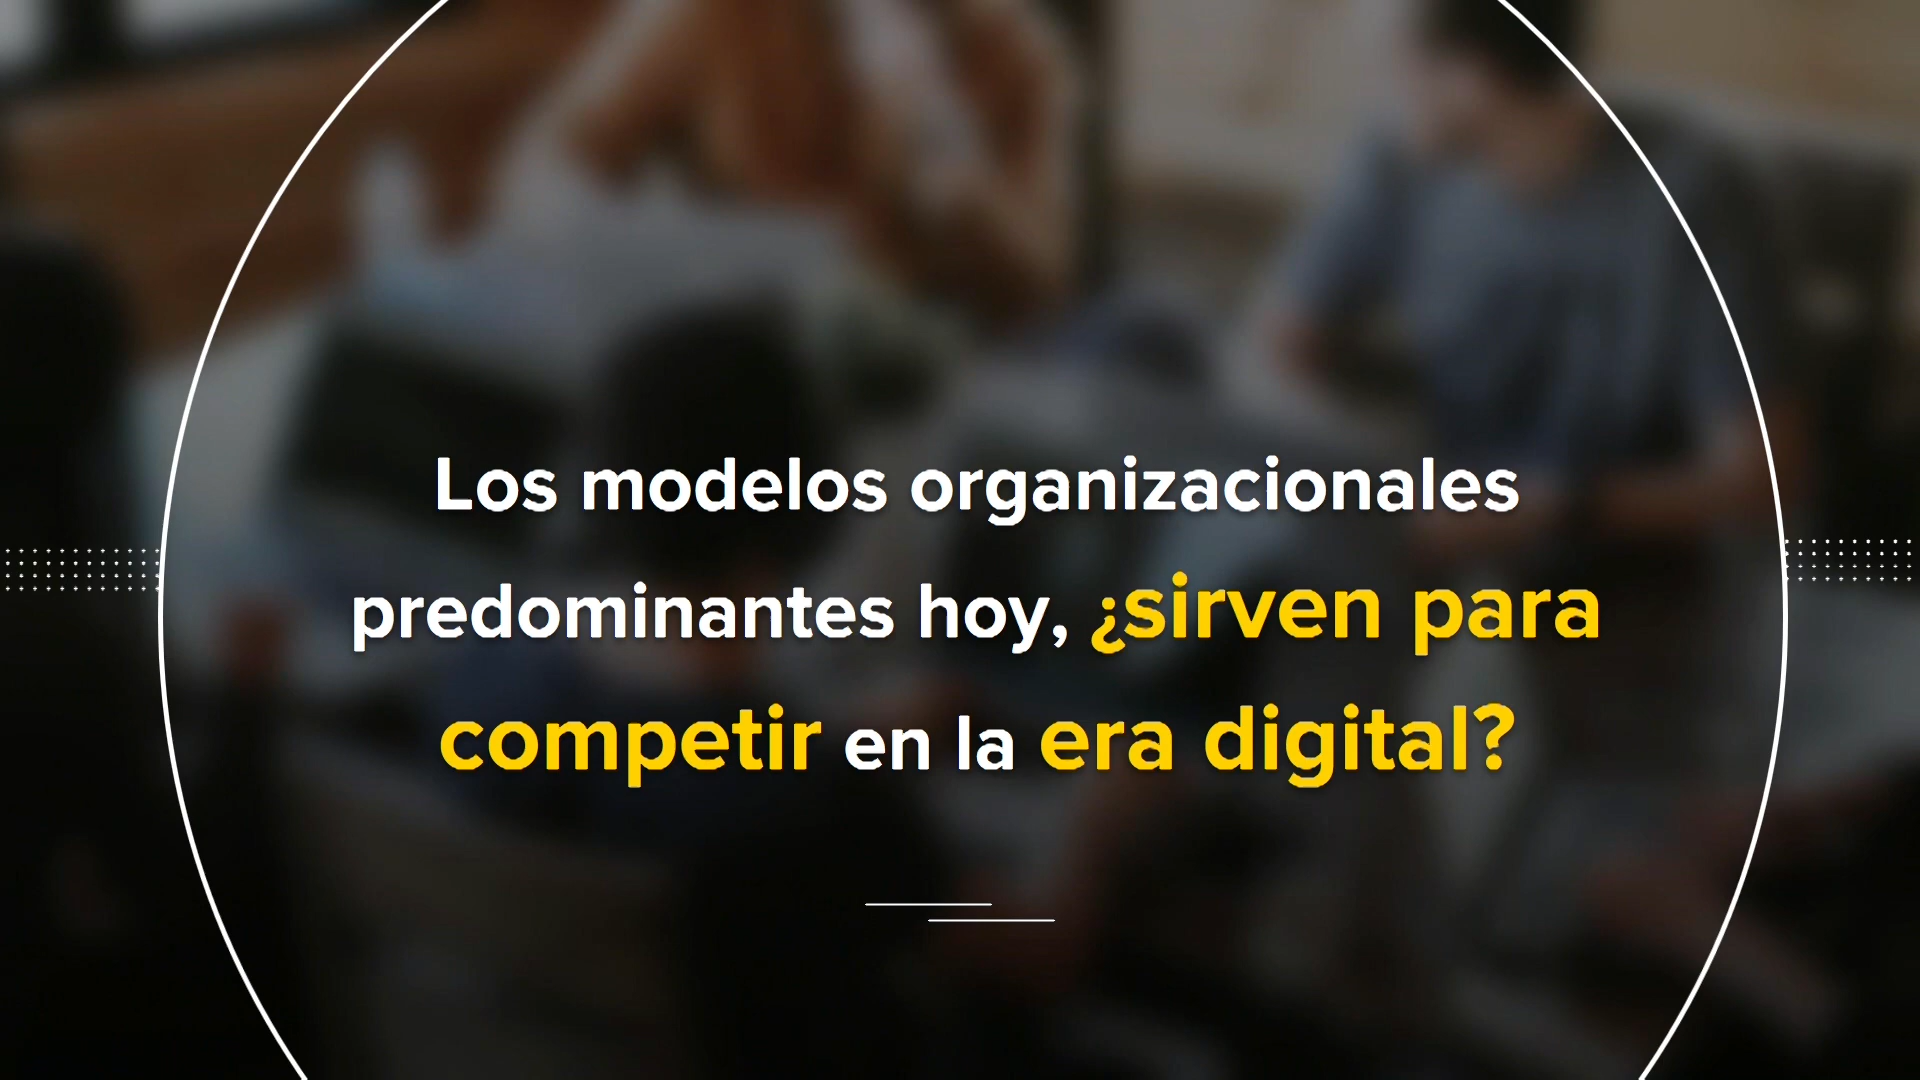 Los modelos organizacionales
predominantes hoy, ¿sirven para
competir en la era digital?